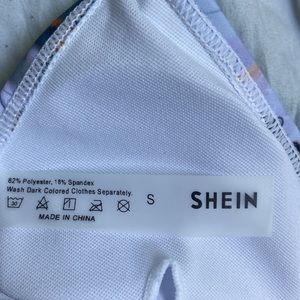 82% Polyester, 18% Spandex
Wash Dark Colored Clothes Separately.
S
SHEIN
MADE IN CHINA